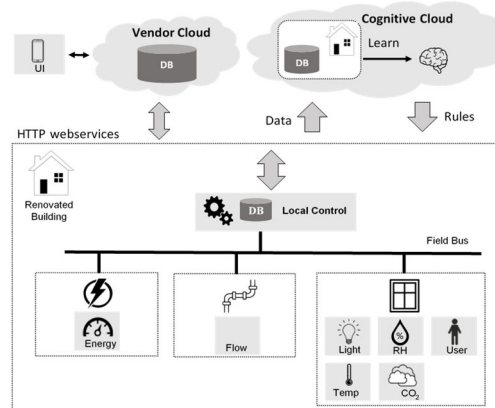 Vendor Cloud
DB
UI
Cognitive Cloud
Learn
DB
HTTP webservices
Data
Rules
Renovated
Building
DB
Local Control
Field Bus
Energy
Flow
Light
%
RH
User
Temp
CO₂